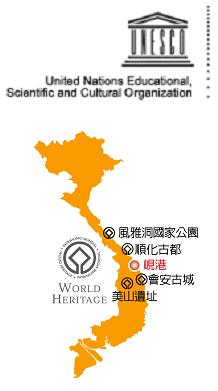 UNESCO
United Nations Educational,
Scientific and Cultural Organization
風雅洞國家公園
順化古都
峴港
會安古城
美山遺址
WORLD
HERITAGE